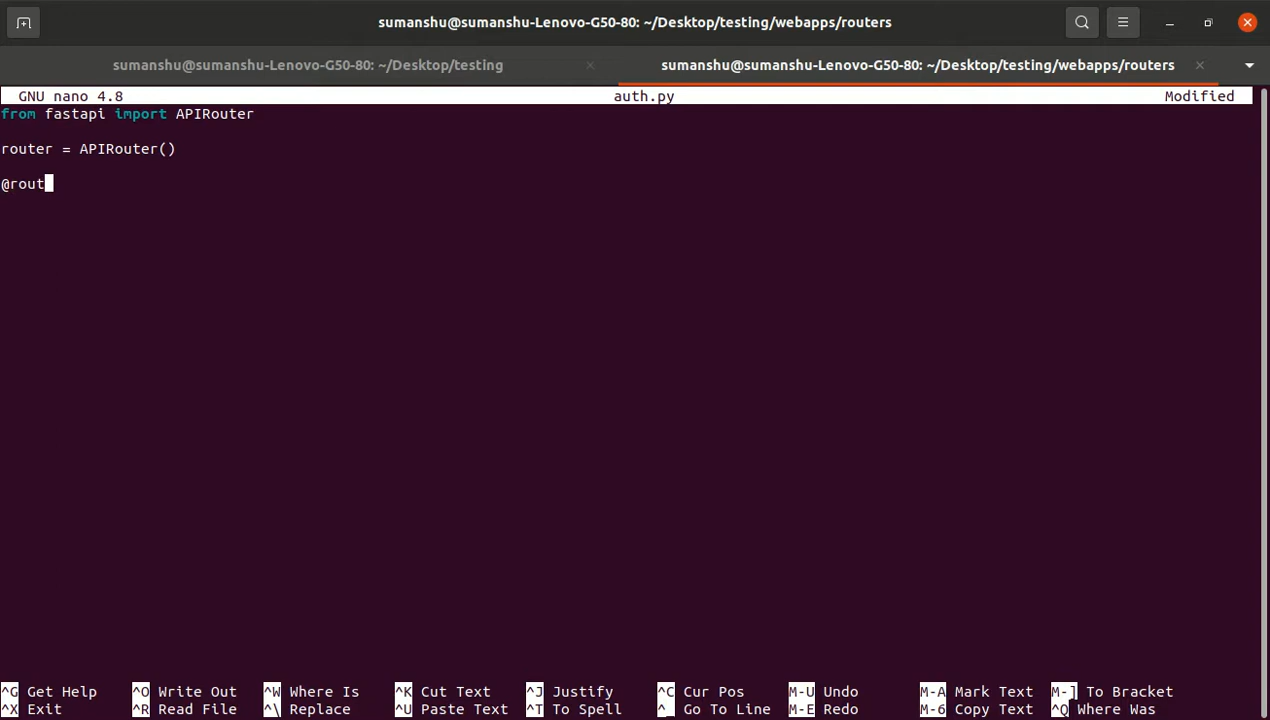 sumanshu@sumanshu-Lenovo-G50-80: ~/Desktop/testing/webapps/routers
sumanshu@sumanshu-Lenovo-G50-80: ~/Desktop/testing
sumanshu@sumanshu-Lenovo-G50-80: ~/Desktop/testing/webapps/routers
GNU nano 4.8 auth.py Modified
from fastapi import APIRouter
router = APIRouter()
@rout
^G Get Help ^O Write Out ^W Where Is ^K Cut Text ^J Justify ^C Cur Pos M-U Undo M-A Mark Text M-] To Bracket
^X Exit ^R Read File ^\ Replace ^U Paste Text ^T To Spell ^_ Go To Line M-E Redo M-6 Copy Text ^Q Where Was